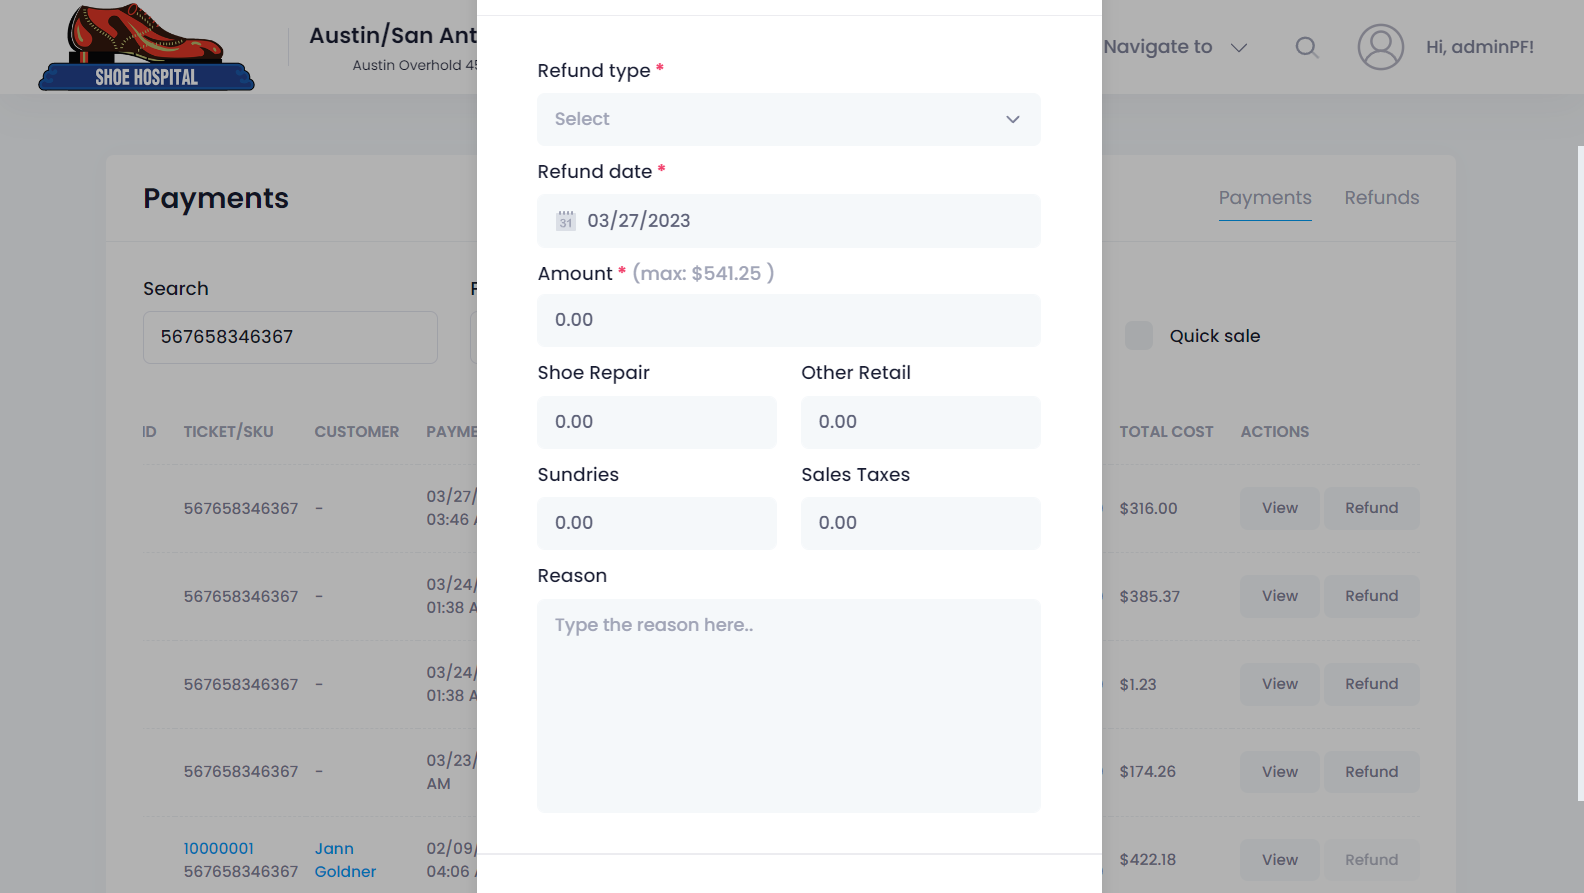 SHOE HOSPITAL
Austin/San Ant
Austin Overhold 45
Navigate to
Hi, adminPF!
Refund type *
Select
Refund date *
31
03/27/2023
Amount * (max: $541.25 )
0.00
Shoe Repair
Other Retail
0.00
0.00
Sundries
Sales Taxes
0.00
0.00
Reason
Type the reason here..
Payments
Payments
Refunds
Search
567658346367
Quick sale
ID
TICKET/SKU
CUSTOMER
PAYME
TOTAL COST
ACTIONS
567658346367
-
03/27/
03:46 A
$316.00
View
Refund
567658346367
-
03/24/
01:38 A
$385.37
View
Refund
567658346367
-
03/24/
01:38 A
$1.23
View
Refund
567658346367
-
03/23/
AM
$174.26
View
Refund
10000001
567658346367
Jann
Goldner
02/09/
04:06 A
$422.18
View
Refund